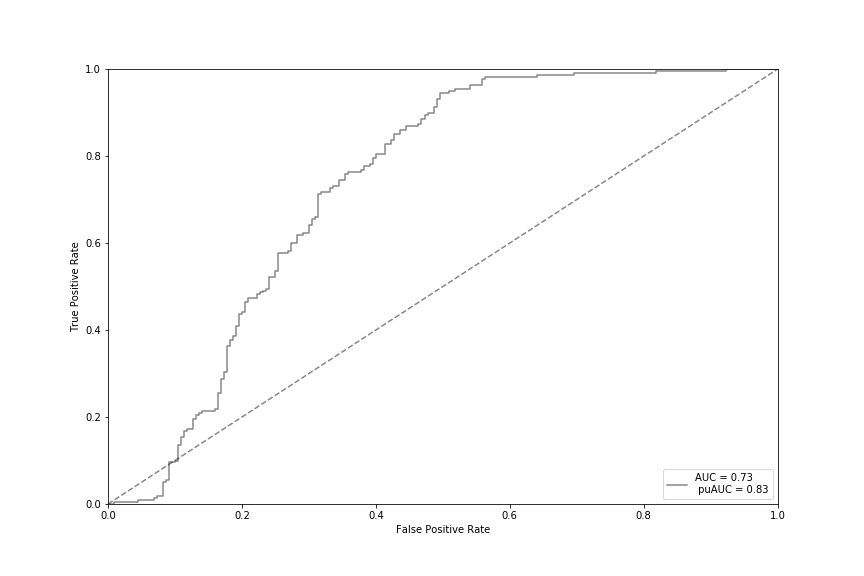 1.0
0.8
0.6
0.4
0.2
0.0
True Positive Rate
0.0 0.2 0.4 0.6 0.8 1.0
False Positive Rate
AUC = 0.73
puAUC = 0.83